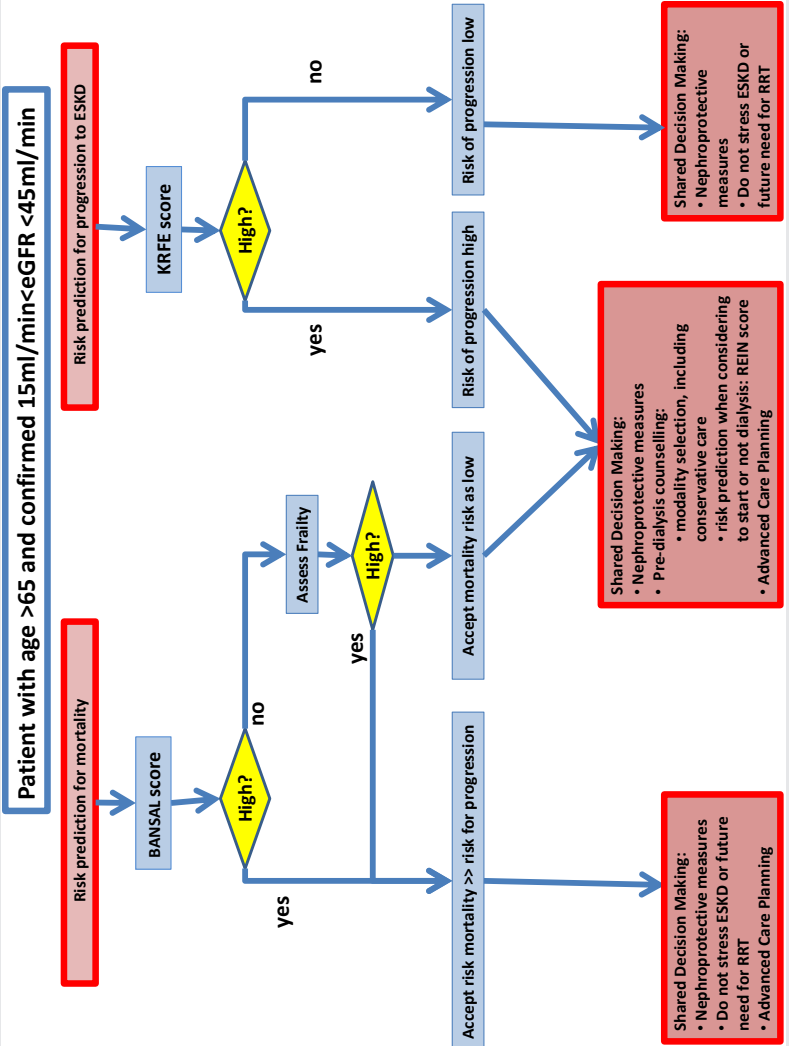 Patient with age >65 and confirmed 15ml/min<eGFR <45ml/min
Risk prediction for mortality
Risk prediction for progression to ESKD
BANSAL score
KRFE score
High?
High?
yes
no
yes
no
Assess Frailty
High?
yes
Accept risk mortality >> risk for progression
Accept mortality risk as low
Risk of progression high
Risk of progression low
Shared Decision Making:
• Nephroprotective measures
• Do not stress ESKD or future
need for RRT
• Advanced Care Planning
Shared Decision Making:
• Nephroprotective measures
• Pre-dialysis counselling:
• modality selection, including
conservative care
• risk prediction when considering
to start or not dialysis: REIN score
• Advanced Care Planning
Shared Decision Making:
• Nephroprotective
measures
• Do not stress ESKD or
future need for RRT